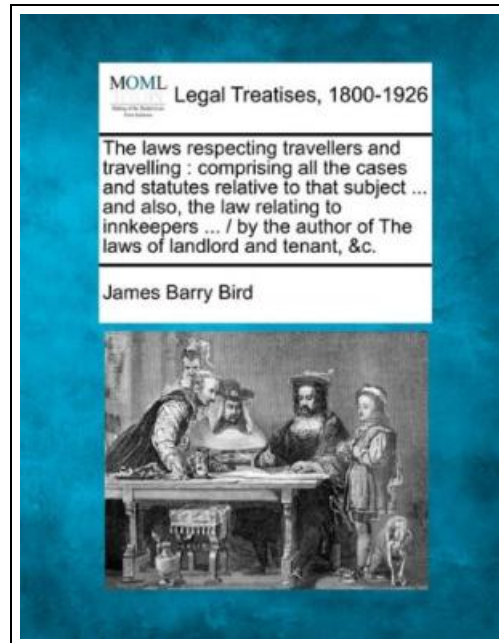 MOML
Legal Treatises, 1800-1926
The laws respecting travellers and
travelling : comprising all the cases
and statutes relative to that subject ...
and also, the law relating to
innkeepers ... / by the author of The
laws of landlord and tenant, &c.
James Barry Bird